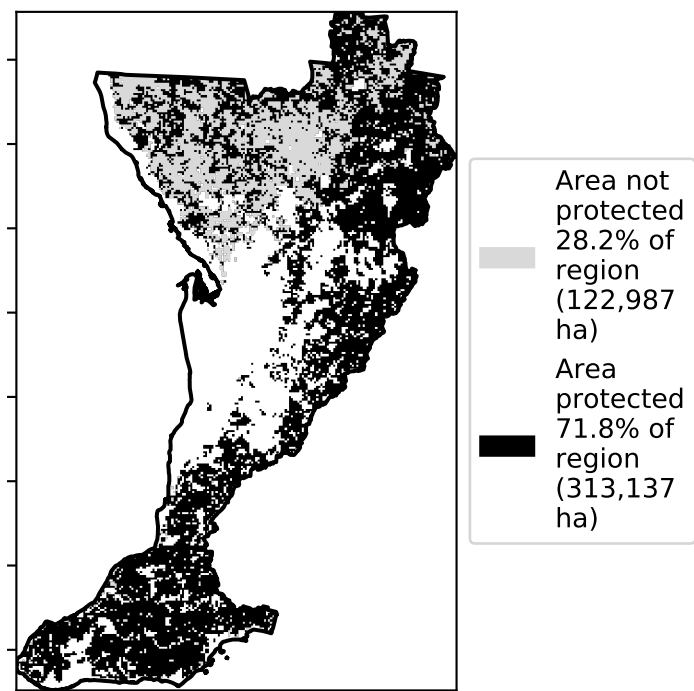 Area not
protected
28.2% of
region
(122,987
ha)
Area
protected
71.8% of
region
(313,137
ha)